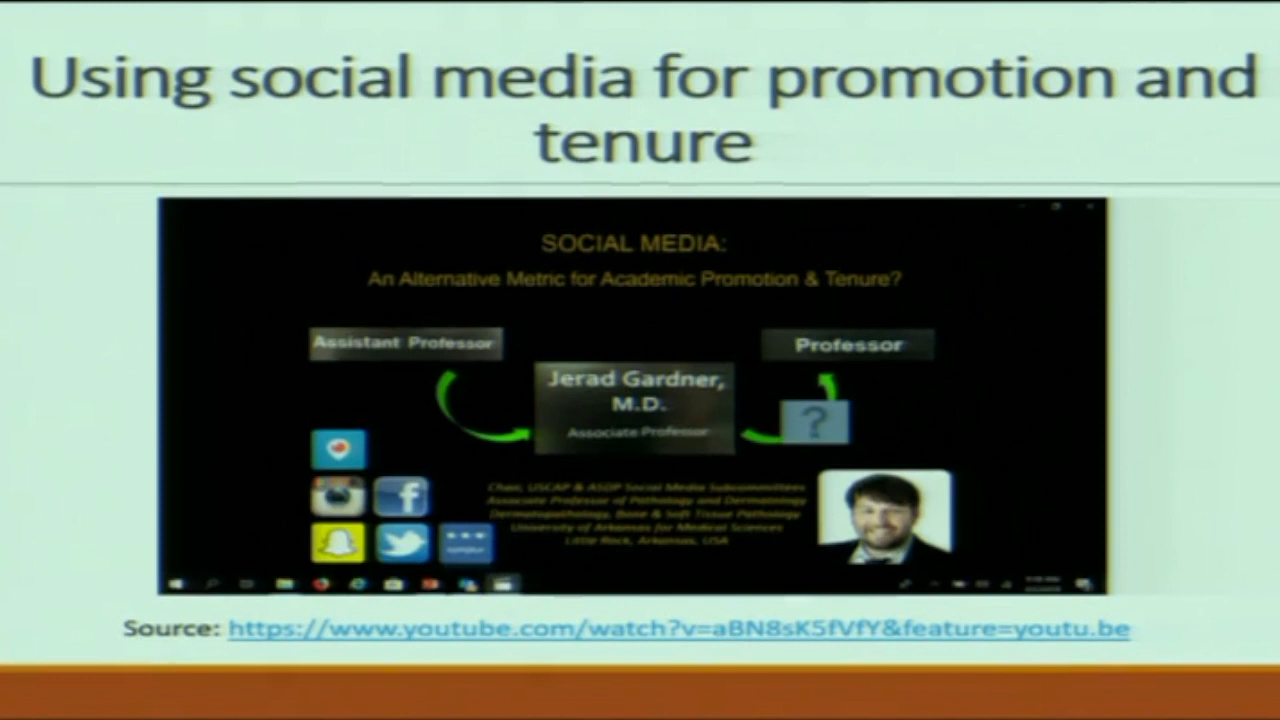 Using social media for promotion and
tenure
SOCIAL MEDIA:
An Alternative Metric for Academic Promotion & Tenure?
Assistant Professor
Professor
Jerad Gardner,
M.D.
Associate Professor
?
Chair, USCAP & ASDP Social Media Subcommittees
Associate Professor of Pathology and Dermatology
Dermatopathology, Bone & Soft Tissue Pathology
University of Arkansas for Medical Sciences
Little Rock, Arkansas, USA
Source: https://www.youtube.com/watch?v=aBN8sK5fVfY&feature=youtu.be